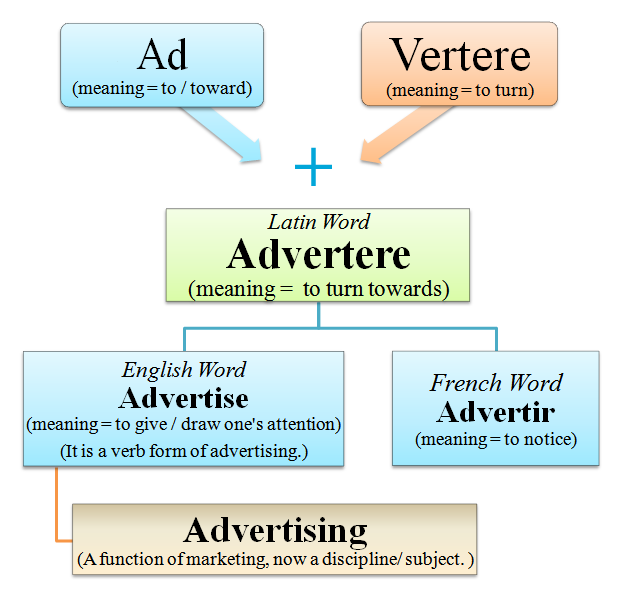 Ad
(meaning = to / toward)
Vertere
(meaning = to turn)
+
Latin Word
Advertere
(meaning =  to turn towards)
English Word
Advertise
(meaning = to give / draw one's attention)
(It is a verb form of advertising.)
French Word
Advertir
(meaning = to notice)
Advertising
(A function of marketing, now a discipline/ subject. )